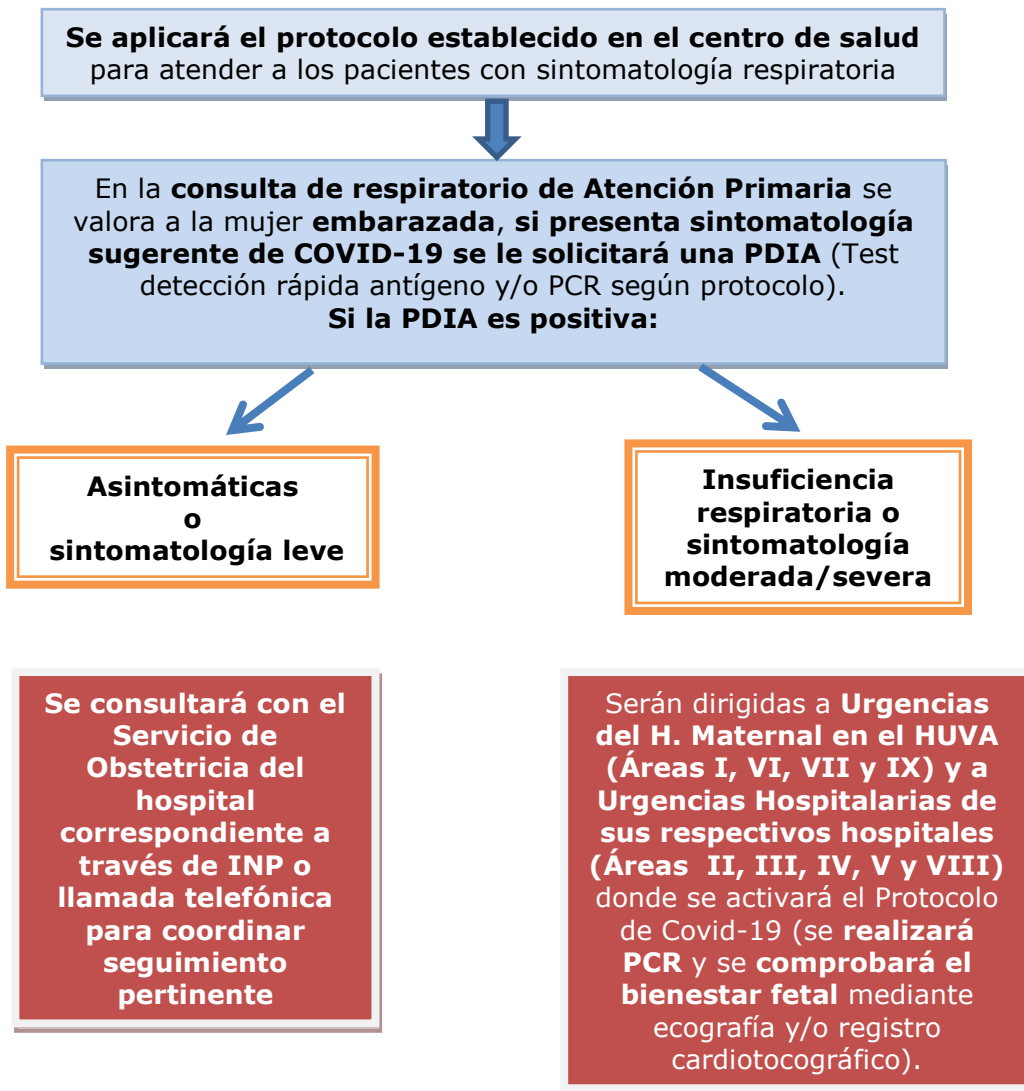 Se aplicará el protocolo establecido en el centro de salud
para atender a los pacientes con sintomatología respiratoria
En la consulta de respiratorio de Atención Primaria se
valora a la mujer embarazada, si presenta sintomatología
sugerente de COVID-19 se le solicitará una PDIA (Test
detección rápida antígeno y/o PCR según protocolo).
Si la PDIA es positiva:
Asintomáticas
o
sintomatología leve
Insuficiencia
respiratoria o
sintomatología
moderada/severa
Se consultará con el
Servicio de
Obstetricia del
hospital
correspondiente a
través de INP o
llamada telefónica
para coordinar
seguimiento
pertinente
Serán dirigidas a Urgencias
del H. Maternal en el HUVA
(Áreas I, VI, VII y IX) y a
Urgencias Hospitalarias de
sus respectivos hospitales
(Áreas II, III, IV, V y VIII)
donde se activará el Protocolo
de Covid-19 (se realizará
PCR y se comprobará el
bienestar fetal mediante
ecografía y/o registro
cardiotocográfico).